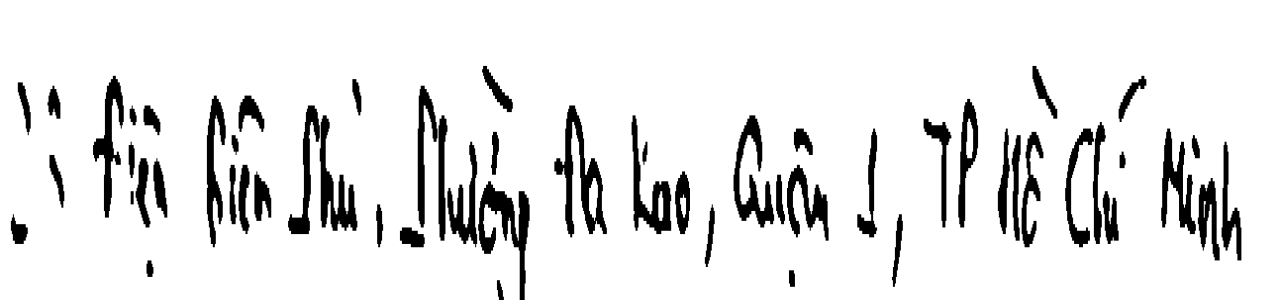 Điện Biên Phủ, Phường Đa Kao, Quận 1, TP Hồ Chí Minh